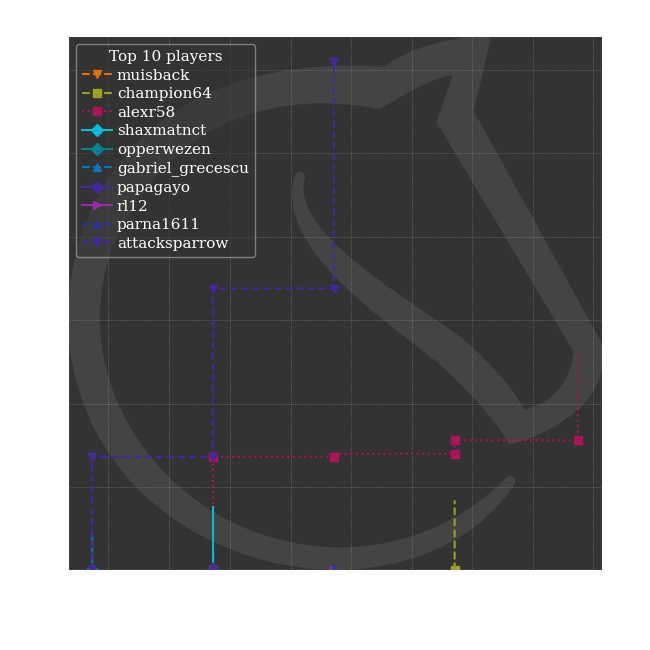 Top 10 players
muisback
champion64
alexr58
shaxmatnct
opperwezen
gabriel_grecescu
papagayo
rl12
parna1611
attacksparrow